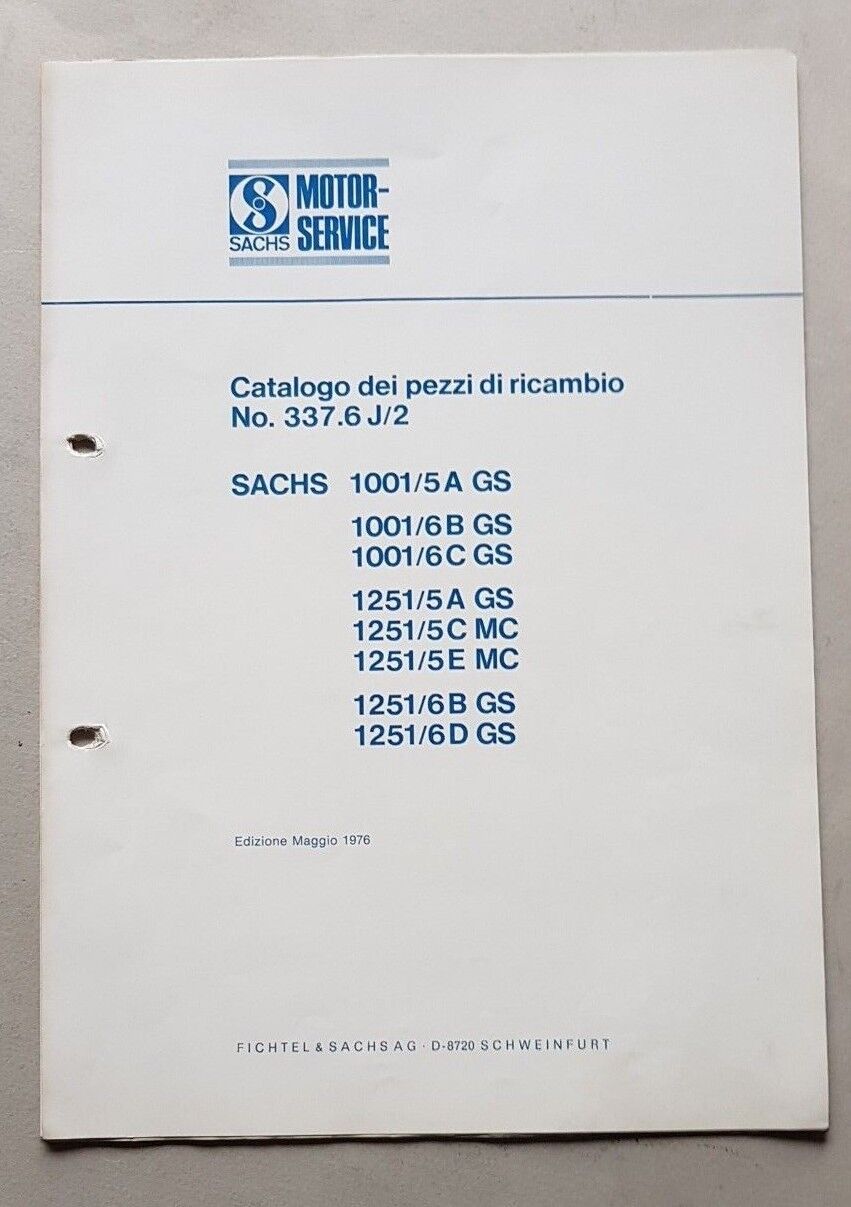 MOTOR-
SERVICE
SACHS
Catalogo dei pezzi di ricambio
No. 337.6 J/2
SACHS 1001/5 A GS
1001/6 B GS
1001/6 C GS
1251/5 A GS
1251/5 C MC
1251/5 E MC
1251/6 B GS
1251/6 D GS
Edizione Maggio 1976
FICHTEL & SACHS AG · D-8720 SCHWEINFURT